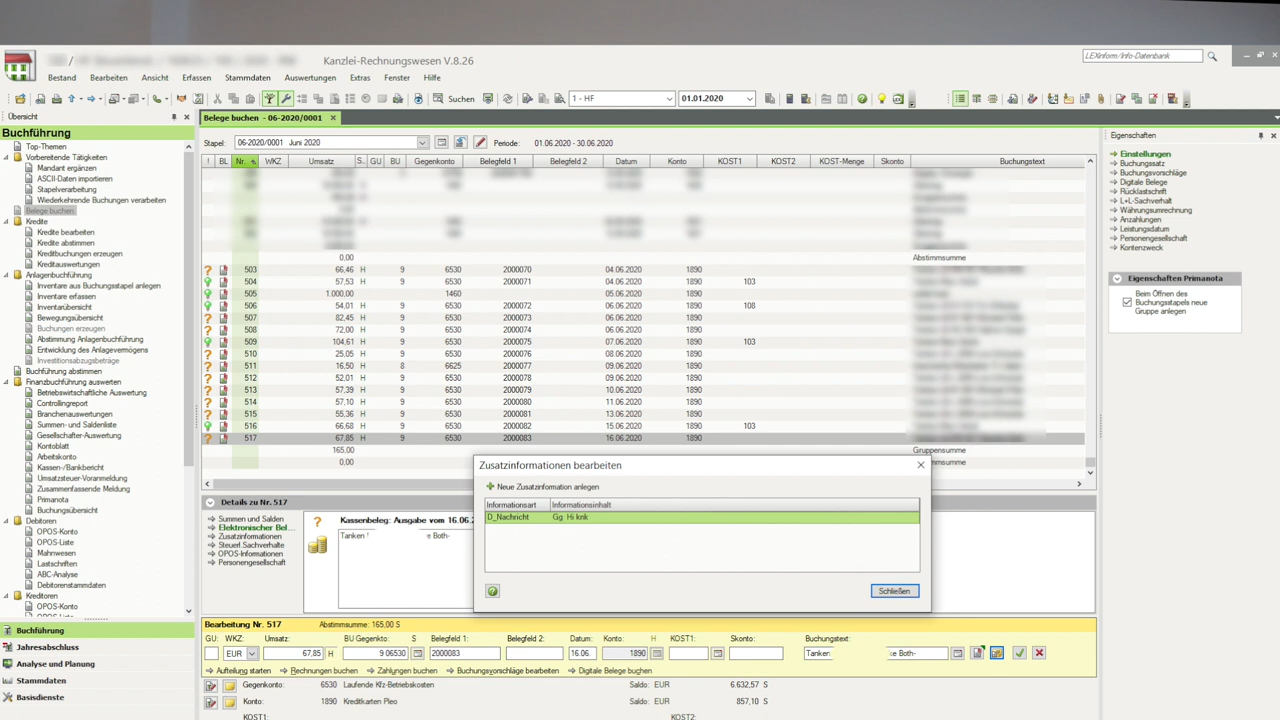 Kanzlei-Rechnungswesen V.8.26
LEXinform/Info-Datenbank
Bestand Bearbeiten Ansicht Erfassen Stammdaten Auswertungen Extras Fenster Hilfe
Suchen 1 - HF 01.01.2020
Übersicht
Buchführung
Top-Themen
Vorbereitende Tätigkeiten
Mandant ergänzen
ASCII-Daten importieren
Stapelverarbeitung
Wiederkehrende Buchungen verarbeiten
Belege buchen
Kredite
Kredite bearbeiten
Kredite abstimmen
Kreditbuchungen erzeugen
Kreditauswertungen
Anlagenbuchführung
Inventare aus Buchungsstapel anlegen
Inventare erfassen
Inventarübersicht
Bewegungsübersicht
Buchungen erzeugen
Abstimmung Anlagenbuchführung
Entwicklung des Anlagevermögens
Investitionsabzugsbeträge
Buchführung abstimmen
Finanzbuchführung auswerten
Betriebswirtschaftliche Auswertung
Controllingreport
Branchenauswertungen
Summen- und Saldenliste
Gesellschafter-Auswertung
Kontoblatt
Arbeitskonto
Kassen-/Bankbericht
Umsatzsteuer-Voranmeldung
Zusammenfassende Meldung
Primanota
Buchungsübersicht
Debitoren
OPOS-Konto
OPOS-Liste
Mahnwesen
Lastschriften
ABC-Analyse
Debitorenstammdaten
Kreditoren
OPOS-Konto
Buchführung
Jahresabschluss
Analyse und Planung
Stammdaten
Basisdienste
Belege buchen - 06-2020/0001
Stapel: 06-2020/0001 Juni 2020 Periode: 01.06.2020 - 30.06.2020
! BL Nr. WKZ Umsatz S.. GU BU Gegenkonto Belegfeld 1 Belegfeld 2 Datum Konto KOST1 KOST2 KOST-Menge Skonto Buchungstext
0,00 Abstimmsumme
503 66,46 H 9 6530 2000070 04.06.2020 1890
504 57,53 H 9 6530 2000071 04.06.2020 1890 103
505 1.000,00 1460 05.06.2020 1890
506 54,01 H 9 6530 2000072 06.06.2020 1890 108
507 82,45 H 9 6530 2000073 06.06.2020 1890
508 72,00 H 9 6530 2000074 06.06.2020 1890
509 104,61 H 9 6530 2000075 07.06.2020 1890 103
510 25,05 H 9 6530 2000076 08.06.2020 1890
511 16,50 H 8 6625 2000077 09.06.2020 1890
512 52,01 H 9 6530 2000078 09.06.2020 1890
513 57,39 H 9 6530 2000079 10.06.2020 1890
514 57,10 H 9 6530 2000080 11.06.2020 1890
515 55,36 H 9 6530 2000081 13.06.2020 1890
516 66,68 H 9 6530 2000082 15.06.2020 1890 103
517 67,85 H 9 6530 2000083 16.06.2020 1890
165,00 Gruppensumme
0,00 mmsumme
Details zu Nr. 517
Summen und Salden
Elektronischer Bel...
Zusatzinformationen
Steuerl.Sachverhalte
OPOS-Informationen
Personengesellschaft
Kassenbeleg: Ausgabe vom 16.06.2
Tanken e Both-
Zusatzinformationen bearbeiten
Neue Zusatzinformation anlegen
Informationsart Informationsinhalt
D_Nachricht Gg Hi knk
Schließen
Bearbeitung Nr. 517 Abstimmsumme: 165,00 S
GU: WKZ: Umsatz: BU Gegenkto: S Belegfeld 1: Belegfeld 2: Datum: Konto: H KOST1: Skonto: Buchungstext:
EUR 67,85 H 9 06530 2000083 16.06. 1890 Tanken ke Both-
Aufteilung starten Rechnungen buchen Zahlungen buchen Buchungsvorschläge bearbeiten Digitale Belege buchen
Gegenkonto: 6530 Laufende Kfz-Betriebskosten Saldo: EUR 6.632,57 S
Konto: 1890 Kreditkarten Pleo Saldo: EUR 857,10 S
KOST1: KOST2:
Eigenschaften
Einstellungen
Buchungssatz
Buchungsvorschläge
Digitale Belege
Rücklastschrift
L+L-Sachverhalt
Währungsumrechnung
Anzahlungen
Leistungsdatum
Personengesellschaft
Kontenzweck
Eigenschaften Primanota
Beim Öffnen des
Buchungsstapels neue
Gruppe anlegen